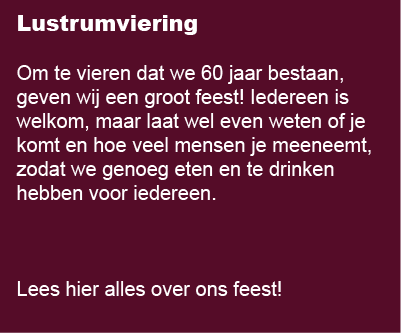 Lustrumviering
Om te vieren dat we 60 jaar bestaan,
geven wij een groot feest! Iedereen is
welkom, maar laat wel even weten of je
komt en hoe veel mensen je meeneemt,
zodat we genoeg eten en te drinken
hebben voor iedereen.
Lees hier alles over ons feest!